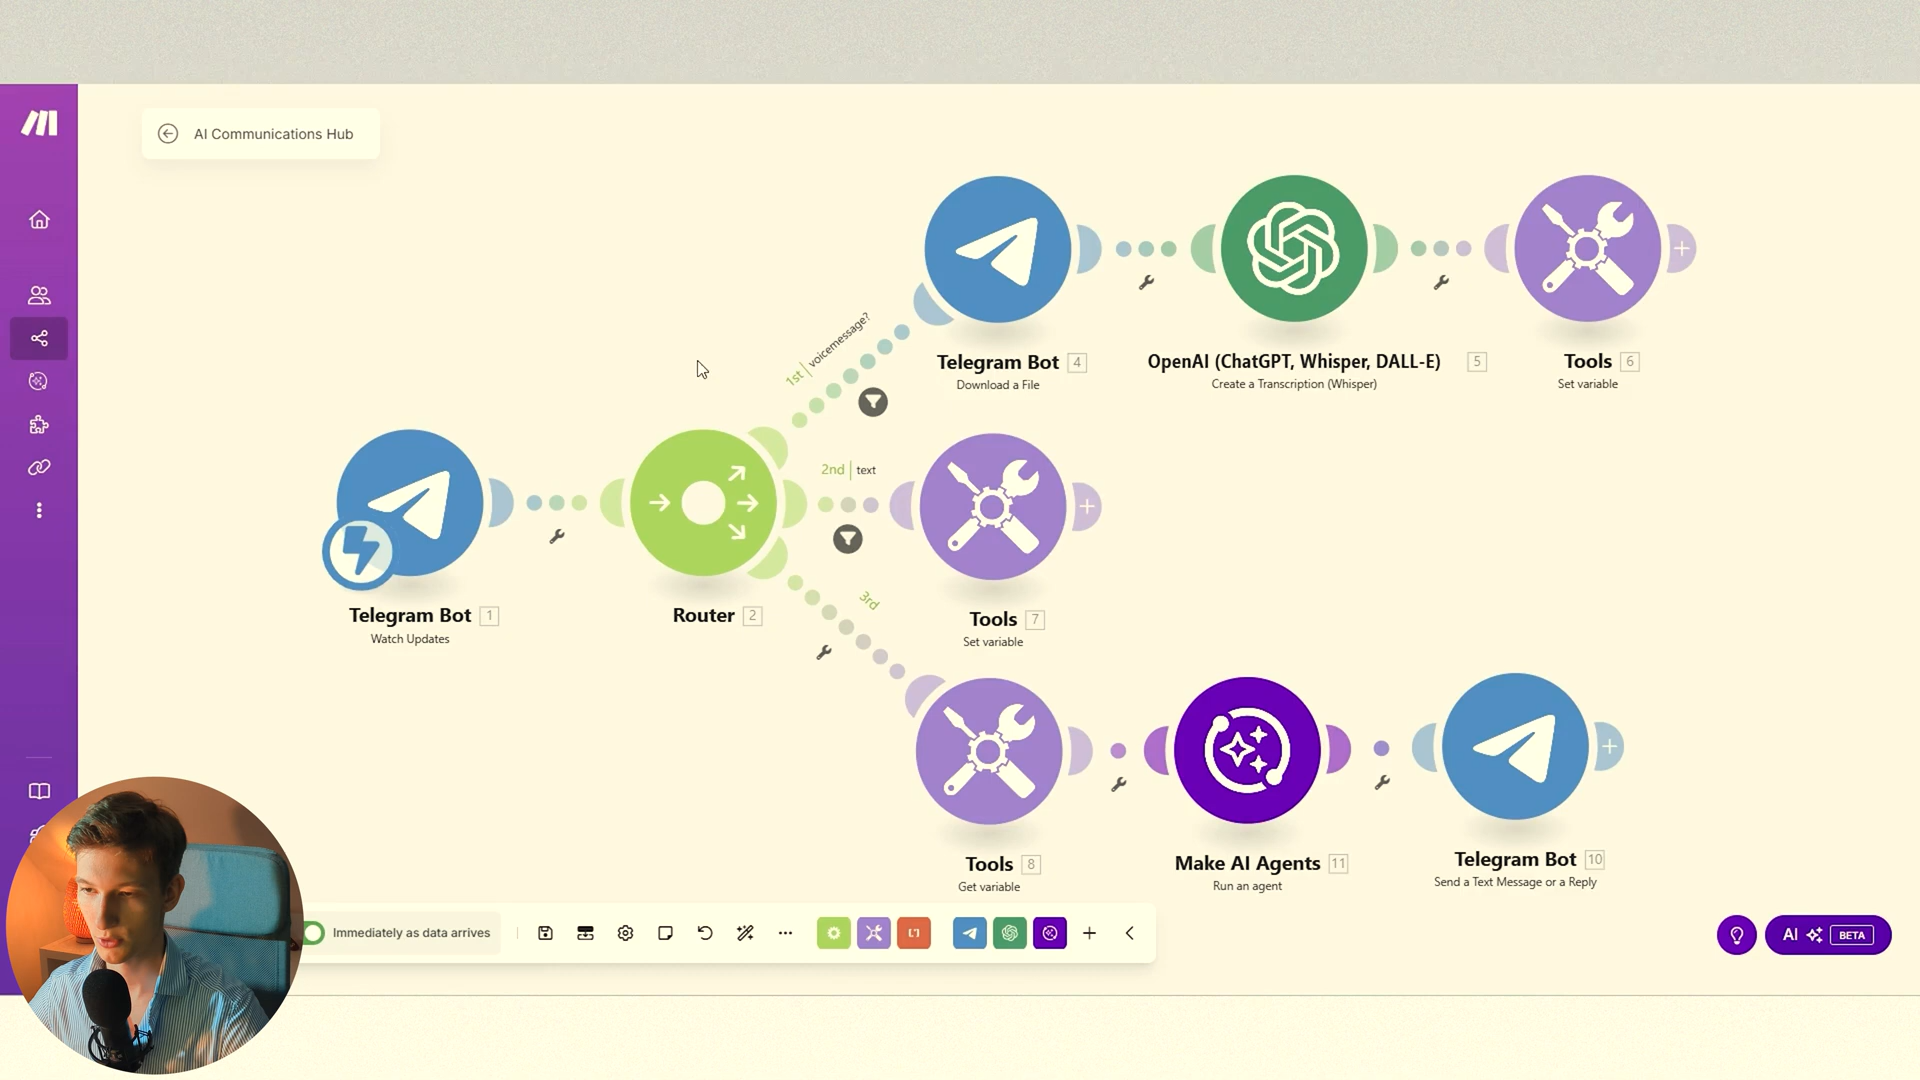 AI Communications Hub
1st | voicemessage?
Telegram Bot 4
Download a File
OpenAI (ChatGPT, Whisper, DALL-E) 5
Create a Transcription (Whisper)
Tools 6
Set variable
2nd | text
Telegram Bot 1
Watch Updates
Router 2
3rd
Tools 7
Set variable
Tools 8
Get variable
Make AI Agents 11
Run an agent
Telegram Bot 10
Send a Text Message or a Reply
Immediately as data arrives
AI BETA